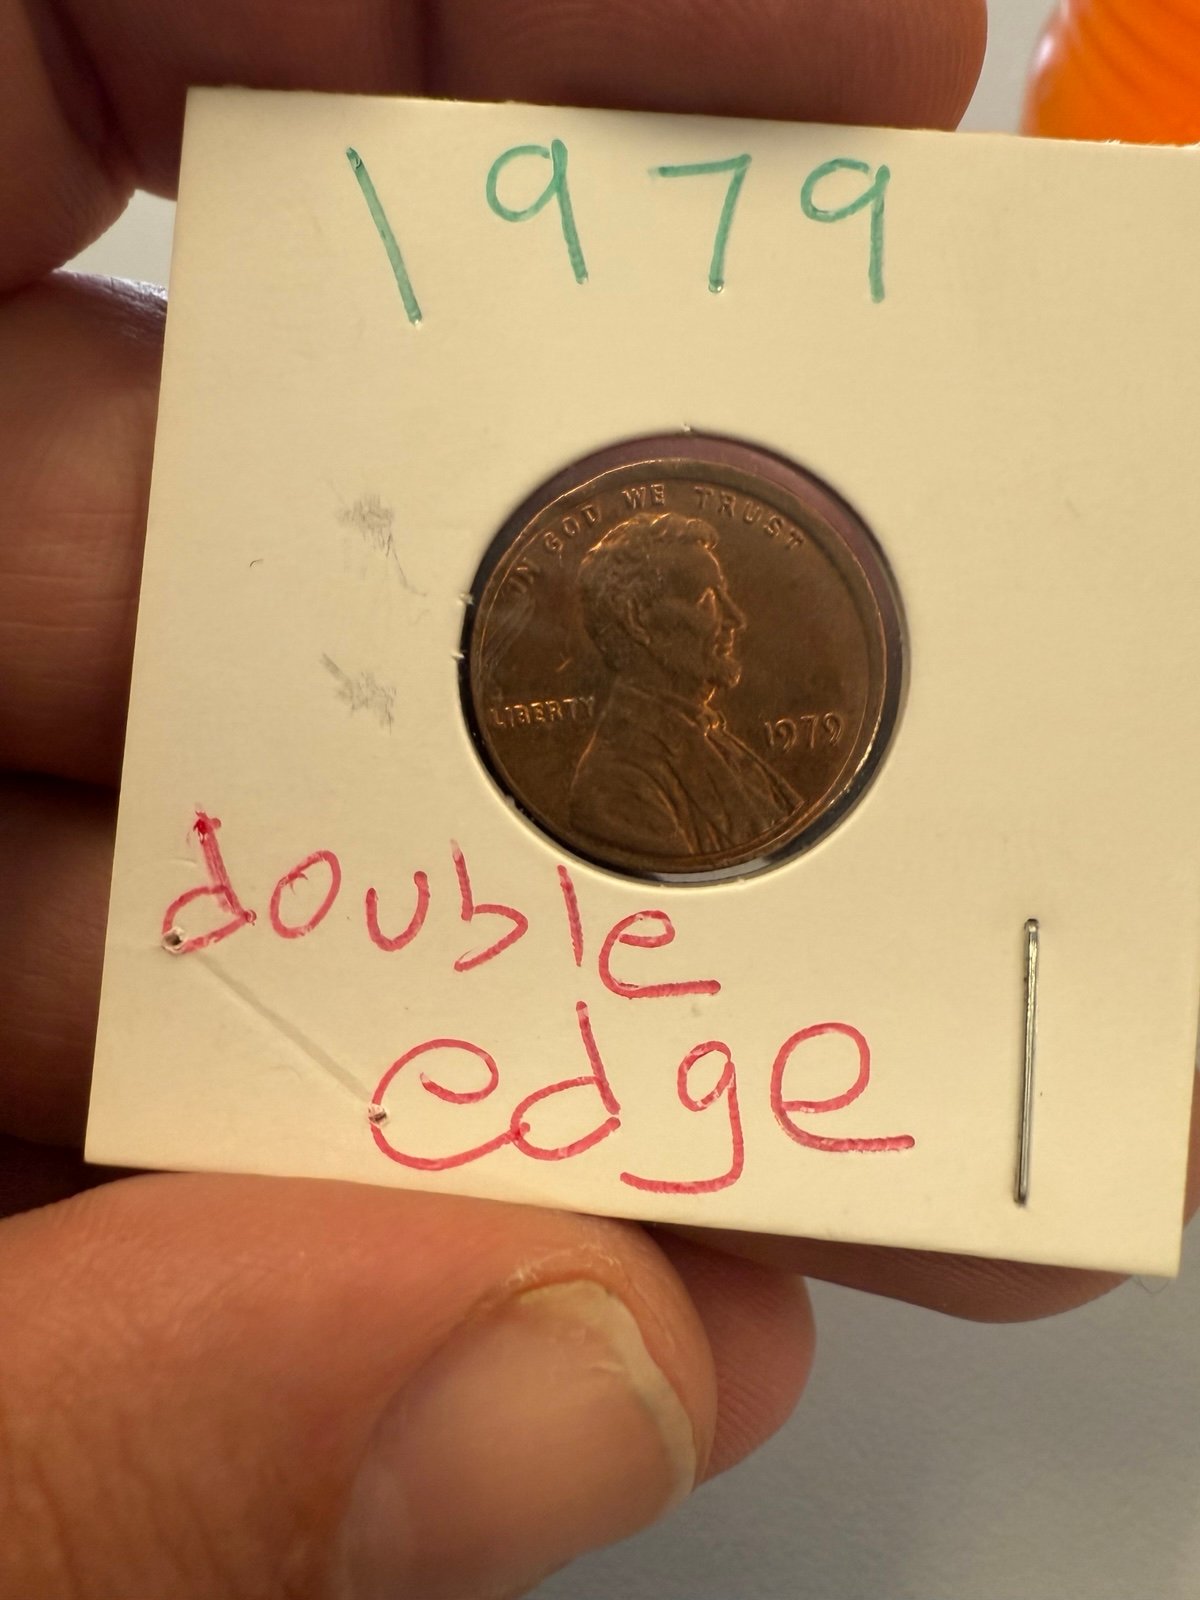 1979
IN GOD WE TRUST
LIBERTY
1979
double
edge